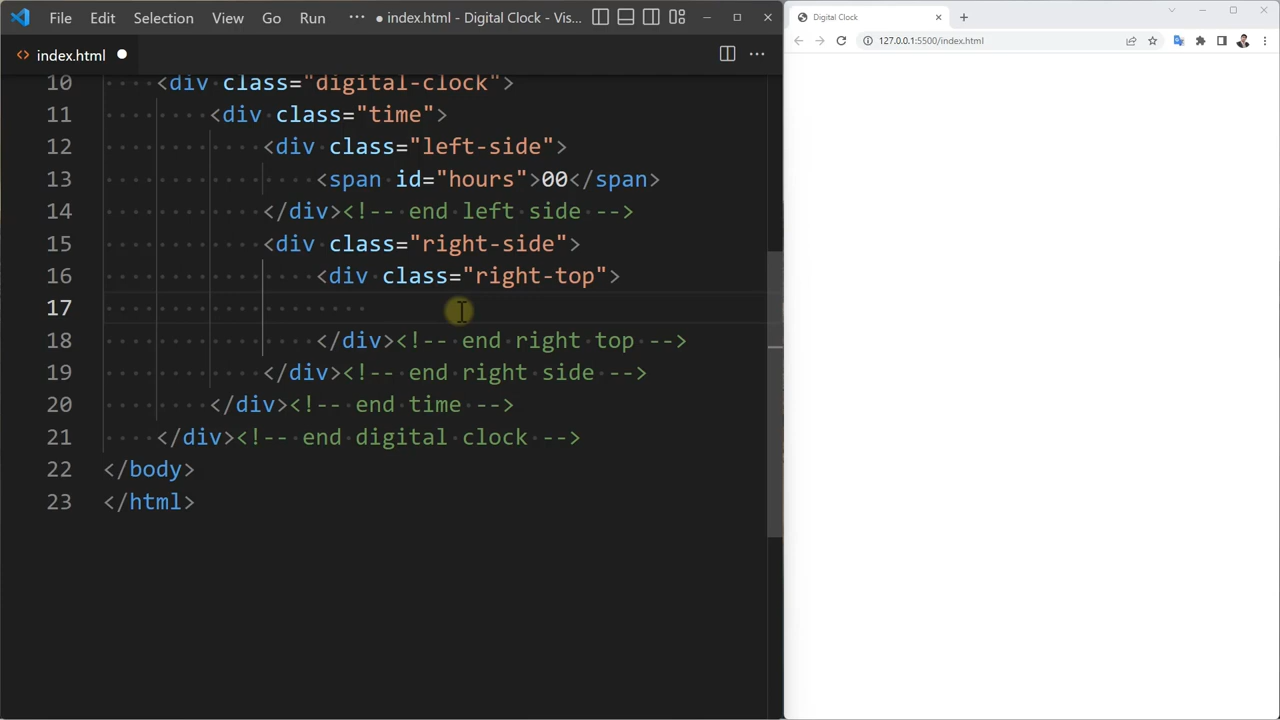 File Edit Selection View Go Run ··· ● index.html - Digital Clock - Vis...
Digital Clock
index.html
127.0.0.1:5500/index.html
10 <div class="digital-clock">
11 <div class="time">
12 <div class="left-side">
13 <span id="hours">00</span>
14 </div><!-- end left side -->
15 <div class="right-side">
16 <div class="right-top">
17
18 </div><!-- end right top -->
19 </div><!-- end right side -->
20 </div><!-- end time -->
21 </div><!-- end digital clock -->
22 </body>
23 </html>